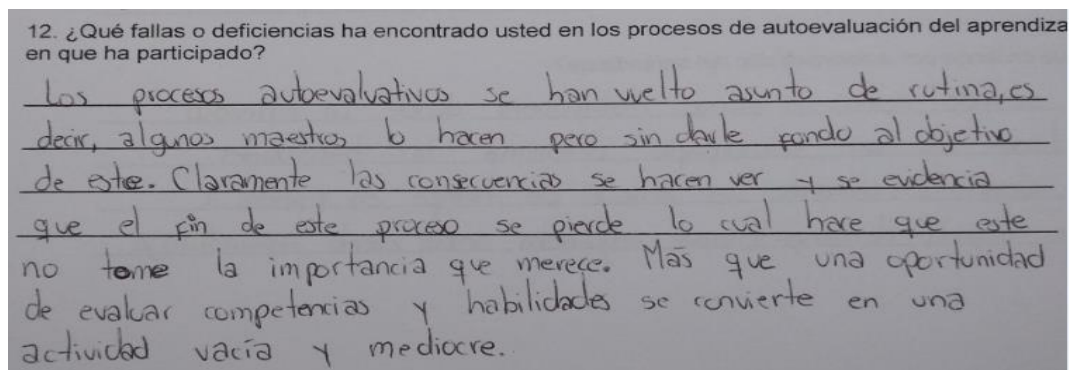 12. ¿Qué fallas o deficiencias ha encontrado usted en los procesos de autoevaluación del aprendiza
en que ha participado?
Los procesos autoevalvativos se han vuelto asunto de rutina, es
decir, algunos maestros lo hacen pero sin darle fondo al objetivo
de este. Claramente las consecuencias se hacen ver y se evidencia
que el fin de este proceso se pierde lo cual hace que este
no tome la importancia que merece. Más que una oportunidad
de evaluar competencias y habilidades se convierte en una
actividad vacía y mediocre.